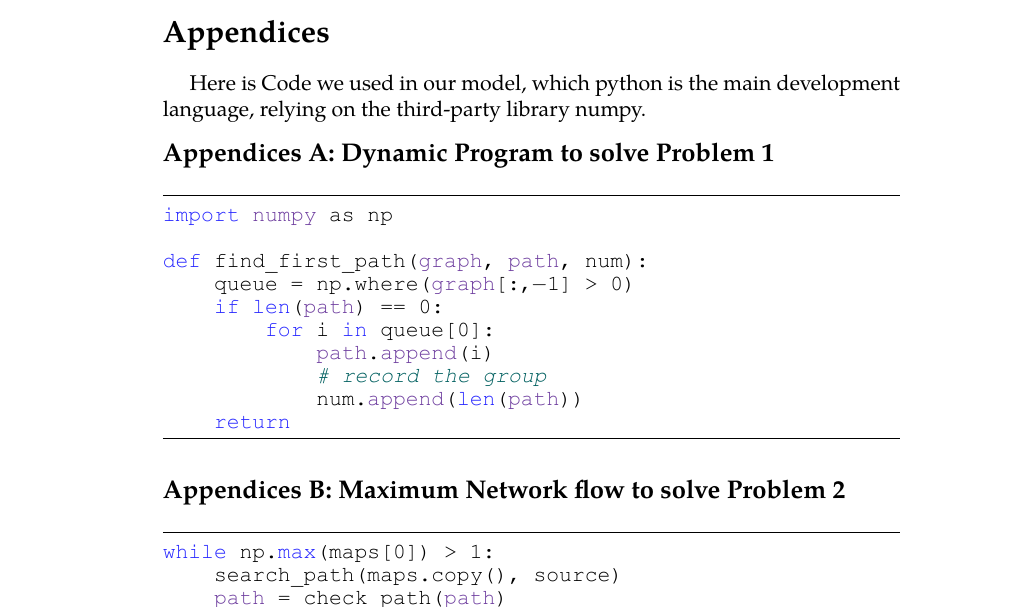 Appendices
Here is Code we used in our model, which python is the main development
language, relying on the third-party library numpy.
Appendices A: Dynamic Program to solve Problem 1
import numpy as np
def find_first_path(graph, path, num):
    queue = np.where(graph[:,−1] > 0)
    if len(path) == 0:
        for i in queue[0]:
            path.append(i)
            # record the group
            num.append(len(path))
    return
Appendices B: Maximum Network flow to solve Problem 2
while np.max(maps[0]) > 1:
    search_path(maps.copy(), source)
    path = check_path(path)